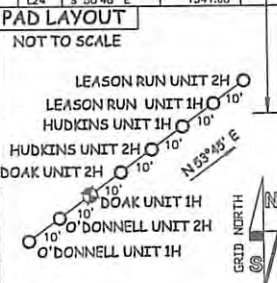 L24
PAD LAYOUT
NOT TO SCALE
LEASON RUN UNIT 2H
LEASON RUN UNIT 1H
10'
HUDKINS UNIT 1H
10'
HUDKINS UNIT 2H
10'
DOAK UNIT 2H
10'
N 53°45' E
10'
DOAK UNIT 1H
10'
O'DONNELL UNIT 2H
10'
O'DONNELL UNIT 1H
GRID NORTH
N
S